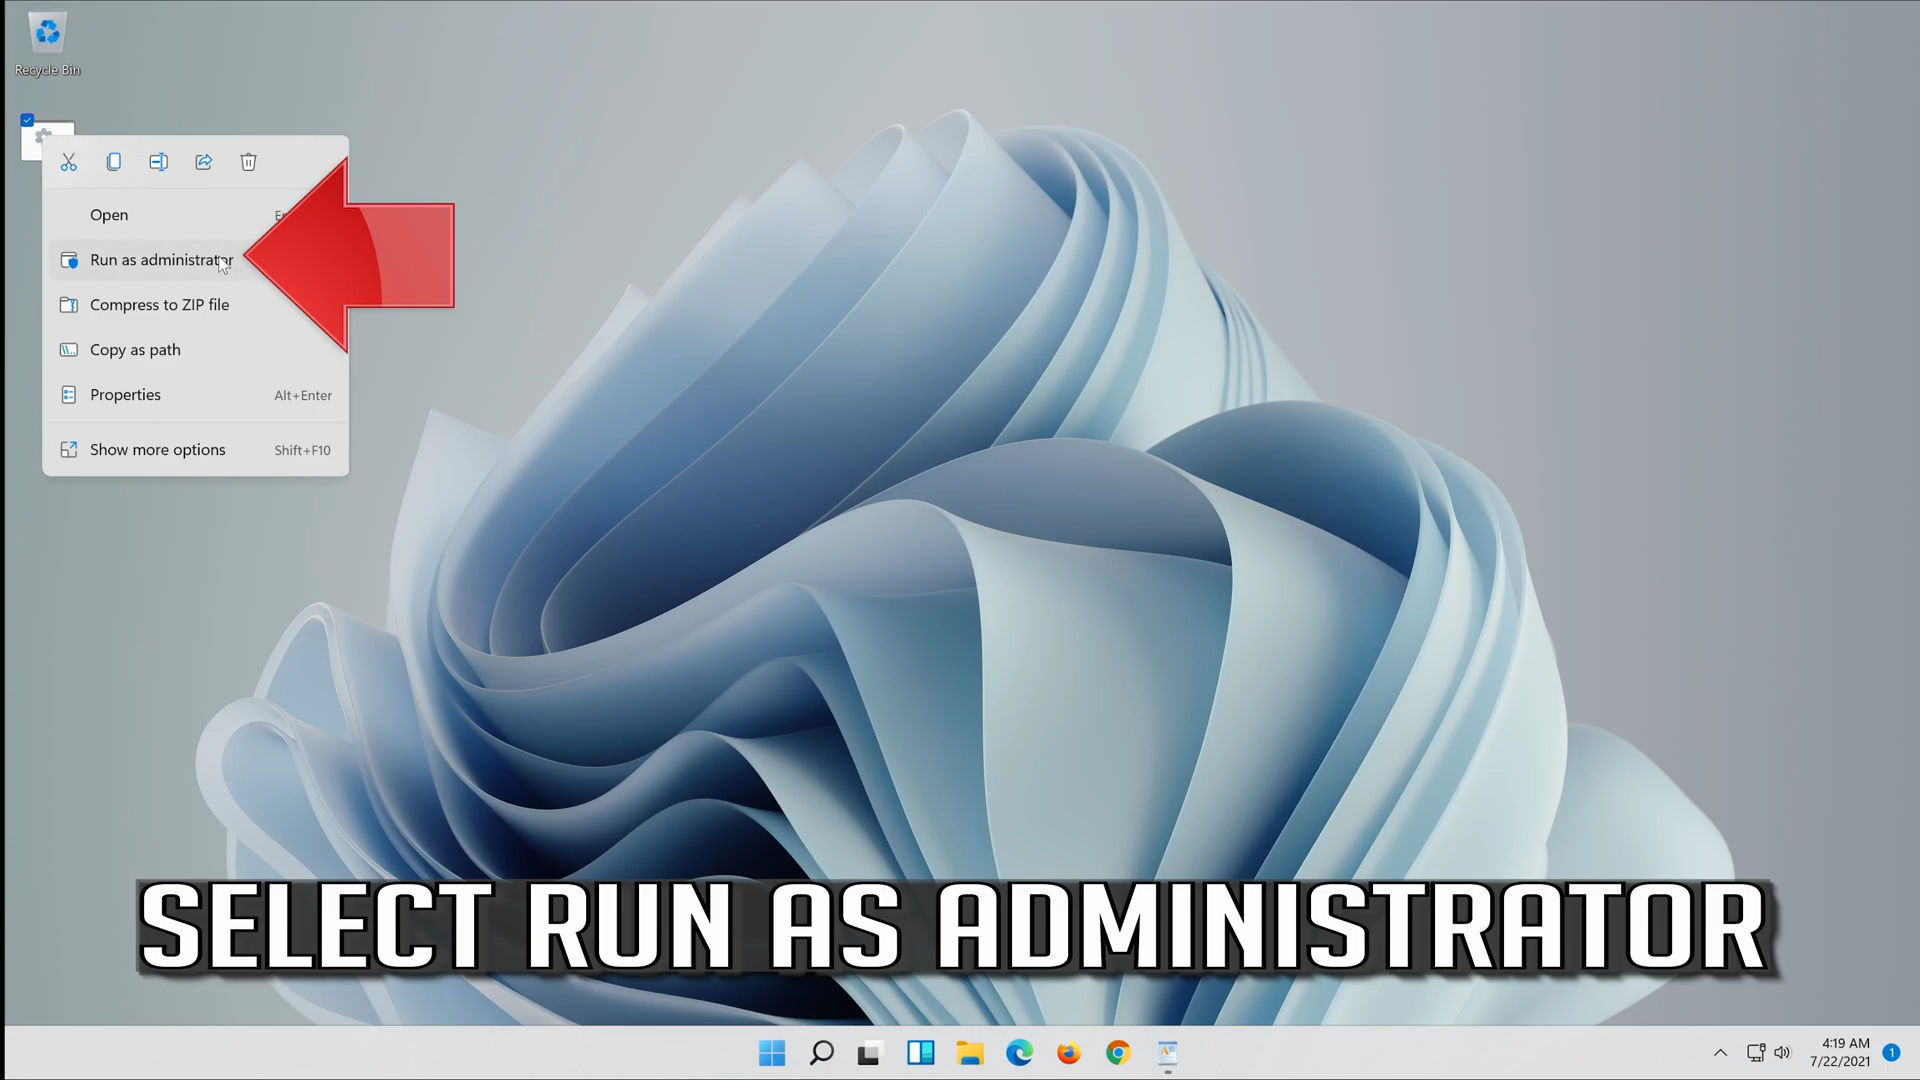 Recycle Bin
Open
Run as administrator
Compress to ZIP file
Copy as path
Properties Alt+Enter
Show more options Shift+F10
SELECT RUN AS ADMINISTRATOR
4:19 AM
7/22/2021
1